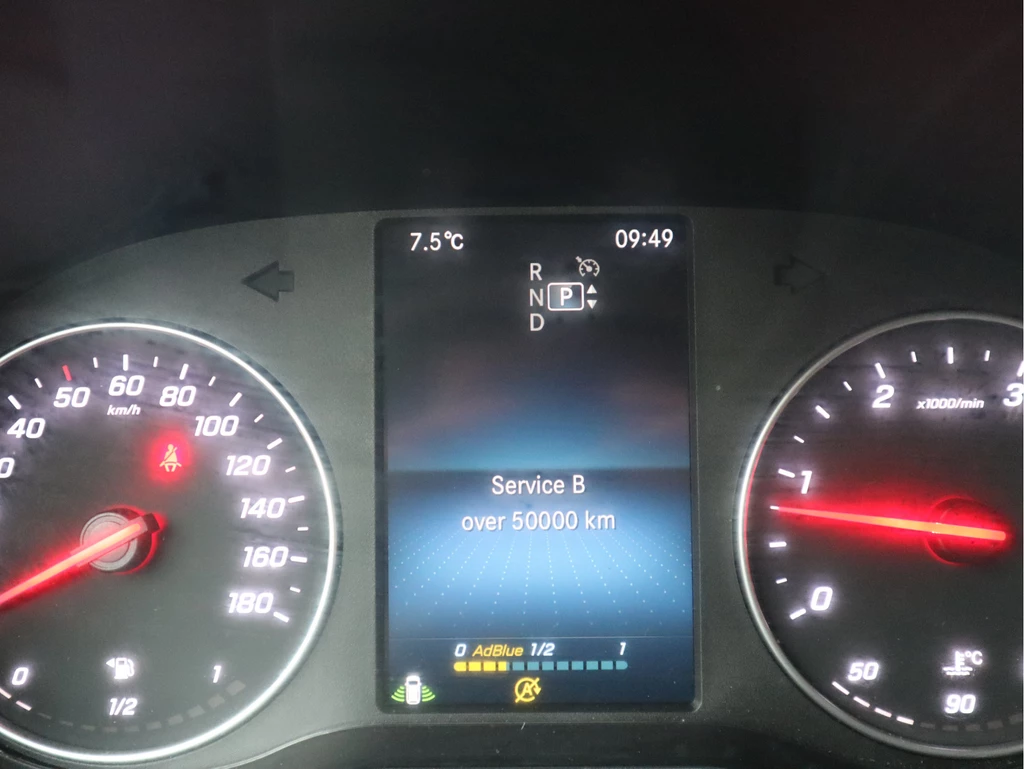 7.5°C 09:49
R
N P
D
0 40 50 60 80 100 120 140 160 180
km/h
0 1/2 1
Service B
over 50000 km
0 AdBlue 1/2 1
A
0 1 2 3
x1000/min
50 °C
90